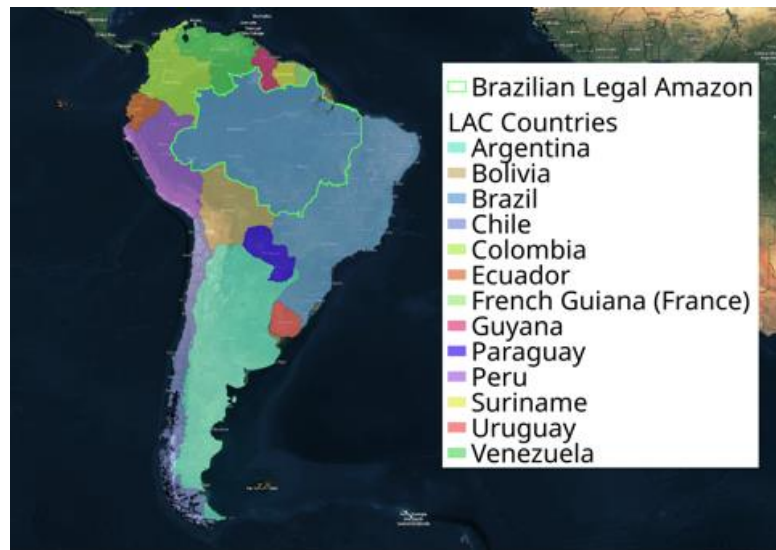 Brazilian Legal Amazon
LAC Countries
Argentina
Bolivia
Brazil
Chile
Colombia
Ecuador
French Guiana (France)
Guyana
Paraguay
Peru
Suriname
Uruguay
Venezuela